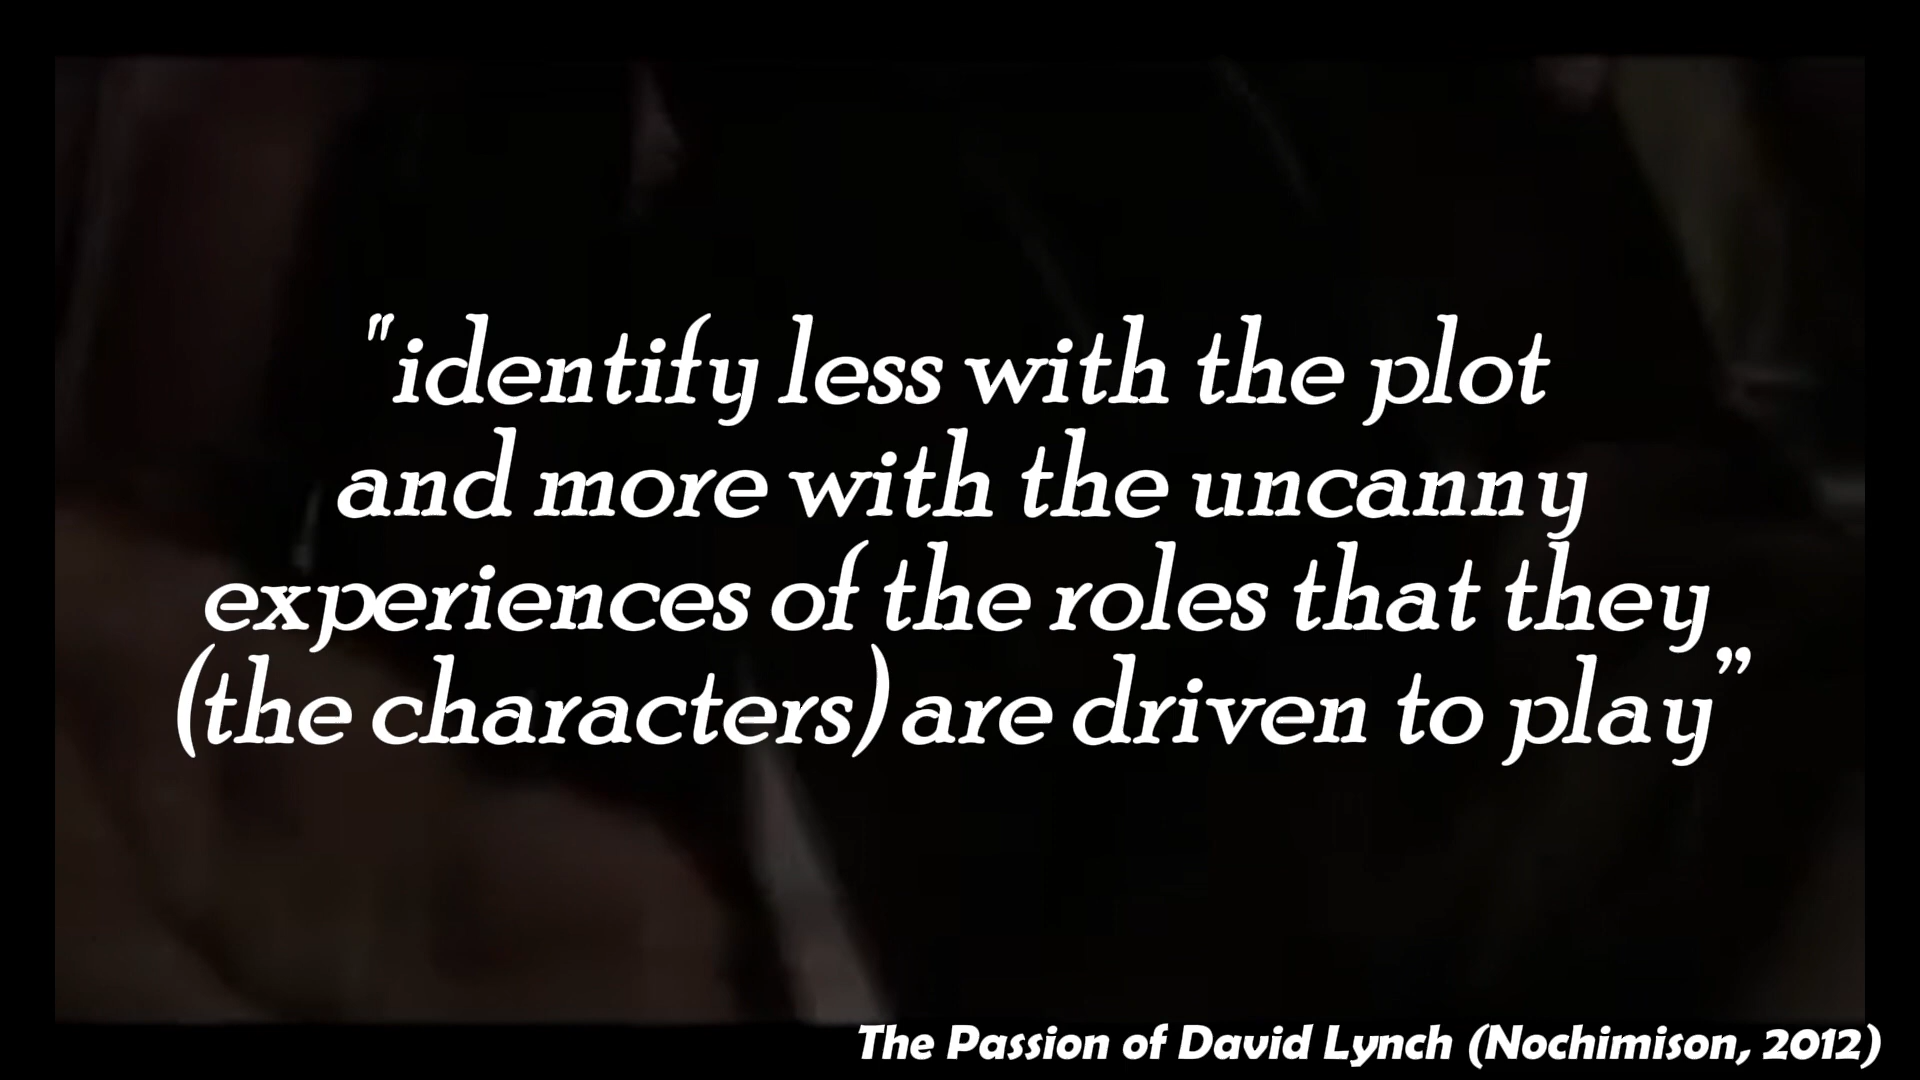 "identify less with the plot
and more with the uncanny
experiences of the roles that they
(the characters) are driven to play”
The Passion of David Lynch (Nochimison, 2012)